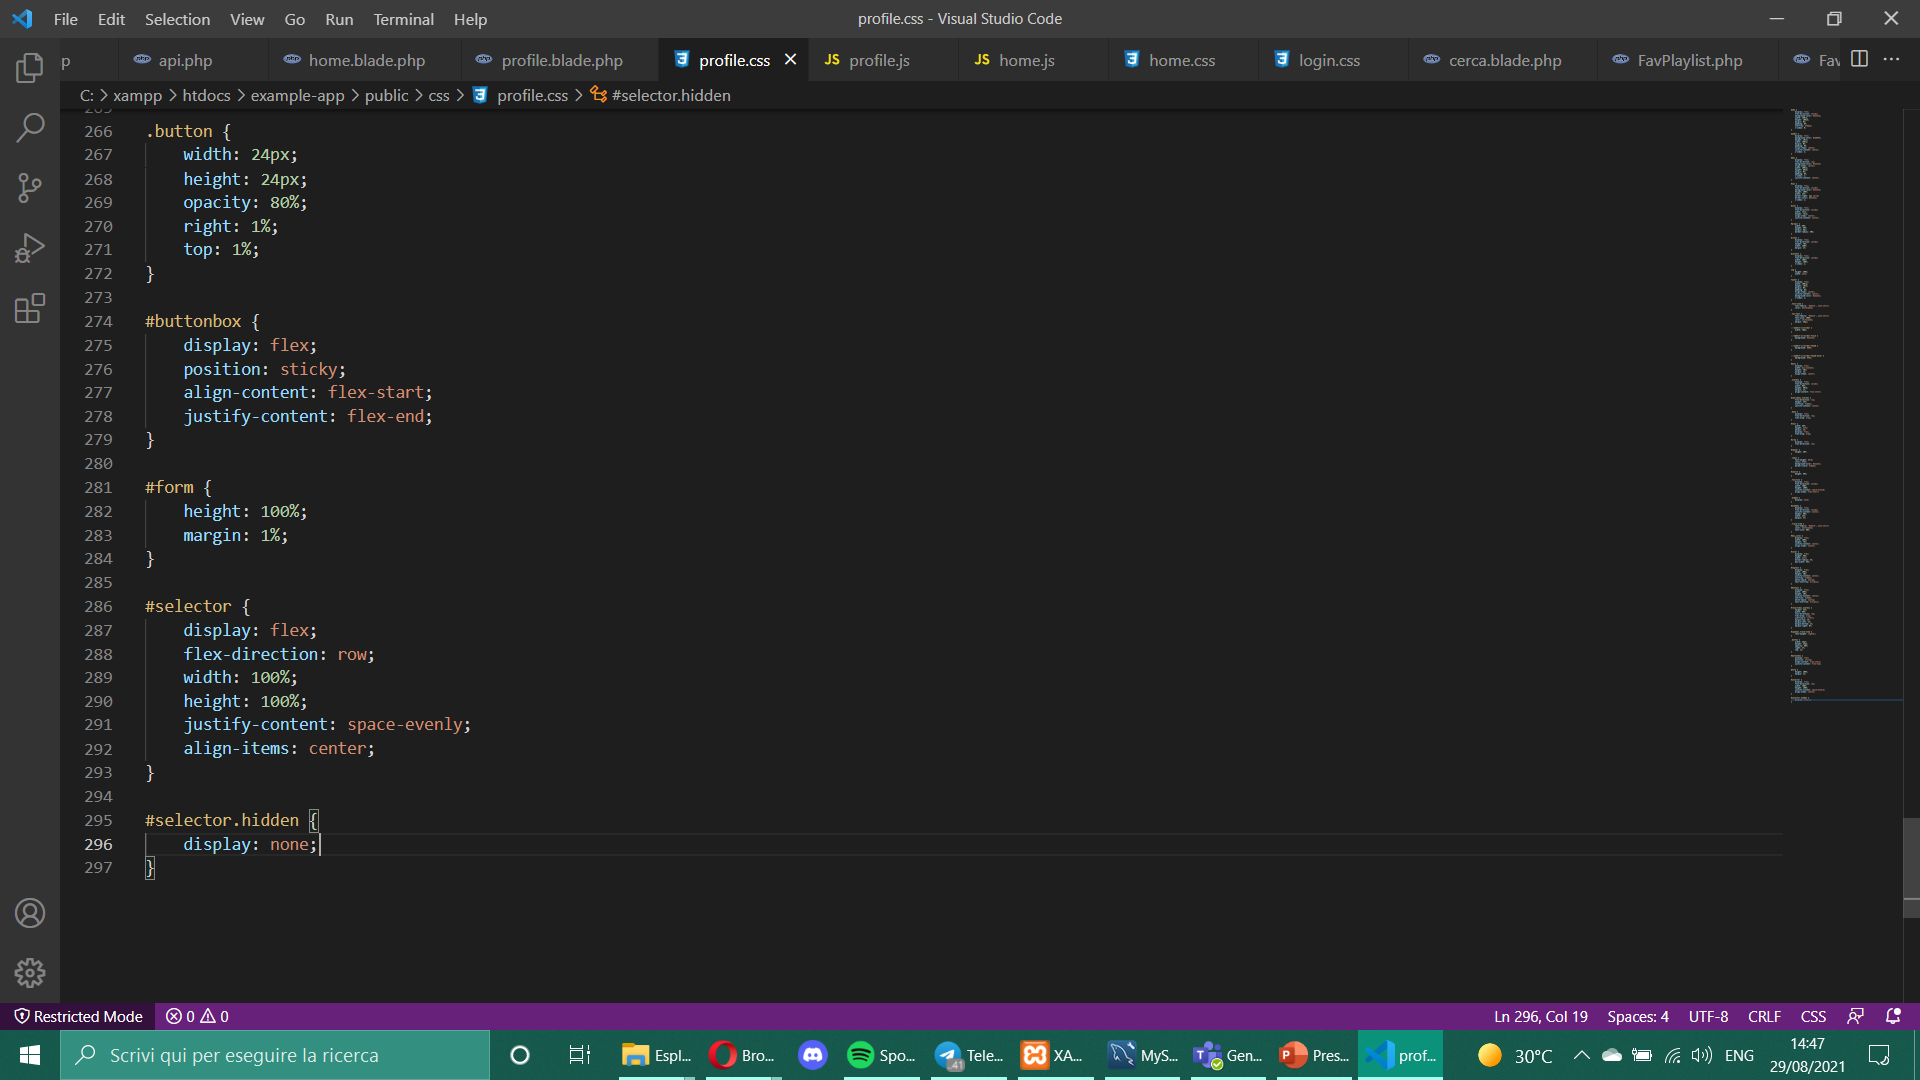 File Edit Selection View Go Run Terminal Help profile.css - Visual Studio Code
p api.php home.blade.php profile.blade.php profile.css JS profile.js JS home.js home.css login.css cerca.blade.php FavPlaylist.php Fav
C: > xampp > htdocs > example-app > public > css > profile.css > #selector.hidden
266 .button {
267 width: 24px;
268 height: 24px;
269 opacity: 80%;
270 right: 1%;
271 top: 1%;
272 }
273
274 #buttonbox {
275 display: flex;
276 position: sticky;
277 align-content: flex-start;
278 justify-content: flex-end;
279 }
280
281 #form {
282 height: 100%;
283 margin: 1%;
284 }
285
286 #selector {
287 display: flex;
288 flex-direction: row;
289 width: 100%;
290 height: 100%;
291 justify-content: space-evenly;
292 align-items: center;
293 }
294
295 #selector.hidden {
296 display: none;
297 }
Restricted Mode 0 0 Ln 296, Col 19 Spaces: 4 UTF-8 CRLF CSS
Scrivi qui per eseguire la ricerca Espl... Bro... Spo... 41 Tele... XA... MyS... Gen... Pres... prof... 30°C ENG 14:47
29/08/2021